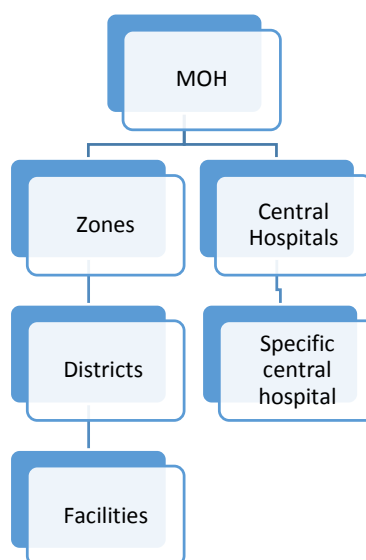 MOH
Zones
Central
Hospitals
Districts
Specific
central
hospital
Facilities